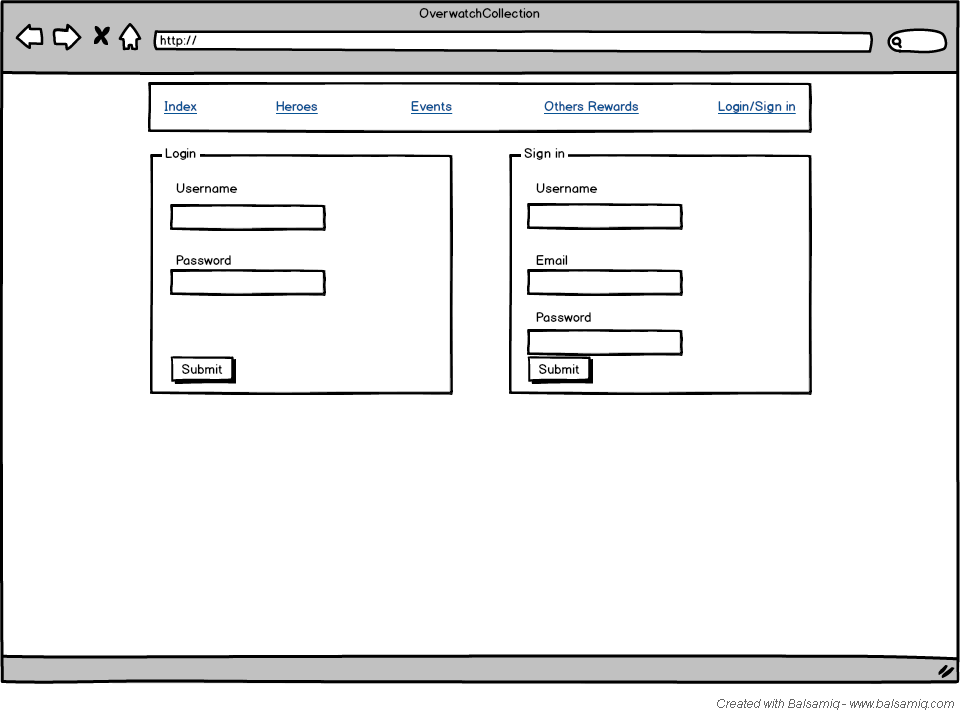 OverwatchCollection
http://
Index Heroes Events Others Rewards Login/Sign in
Login
Username
Password
Submit
Sign in
Username
Email
Password
Submit
Created with Balsamiq - www.balsamiq.com